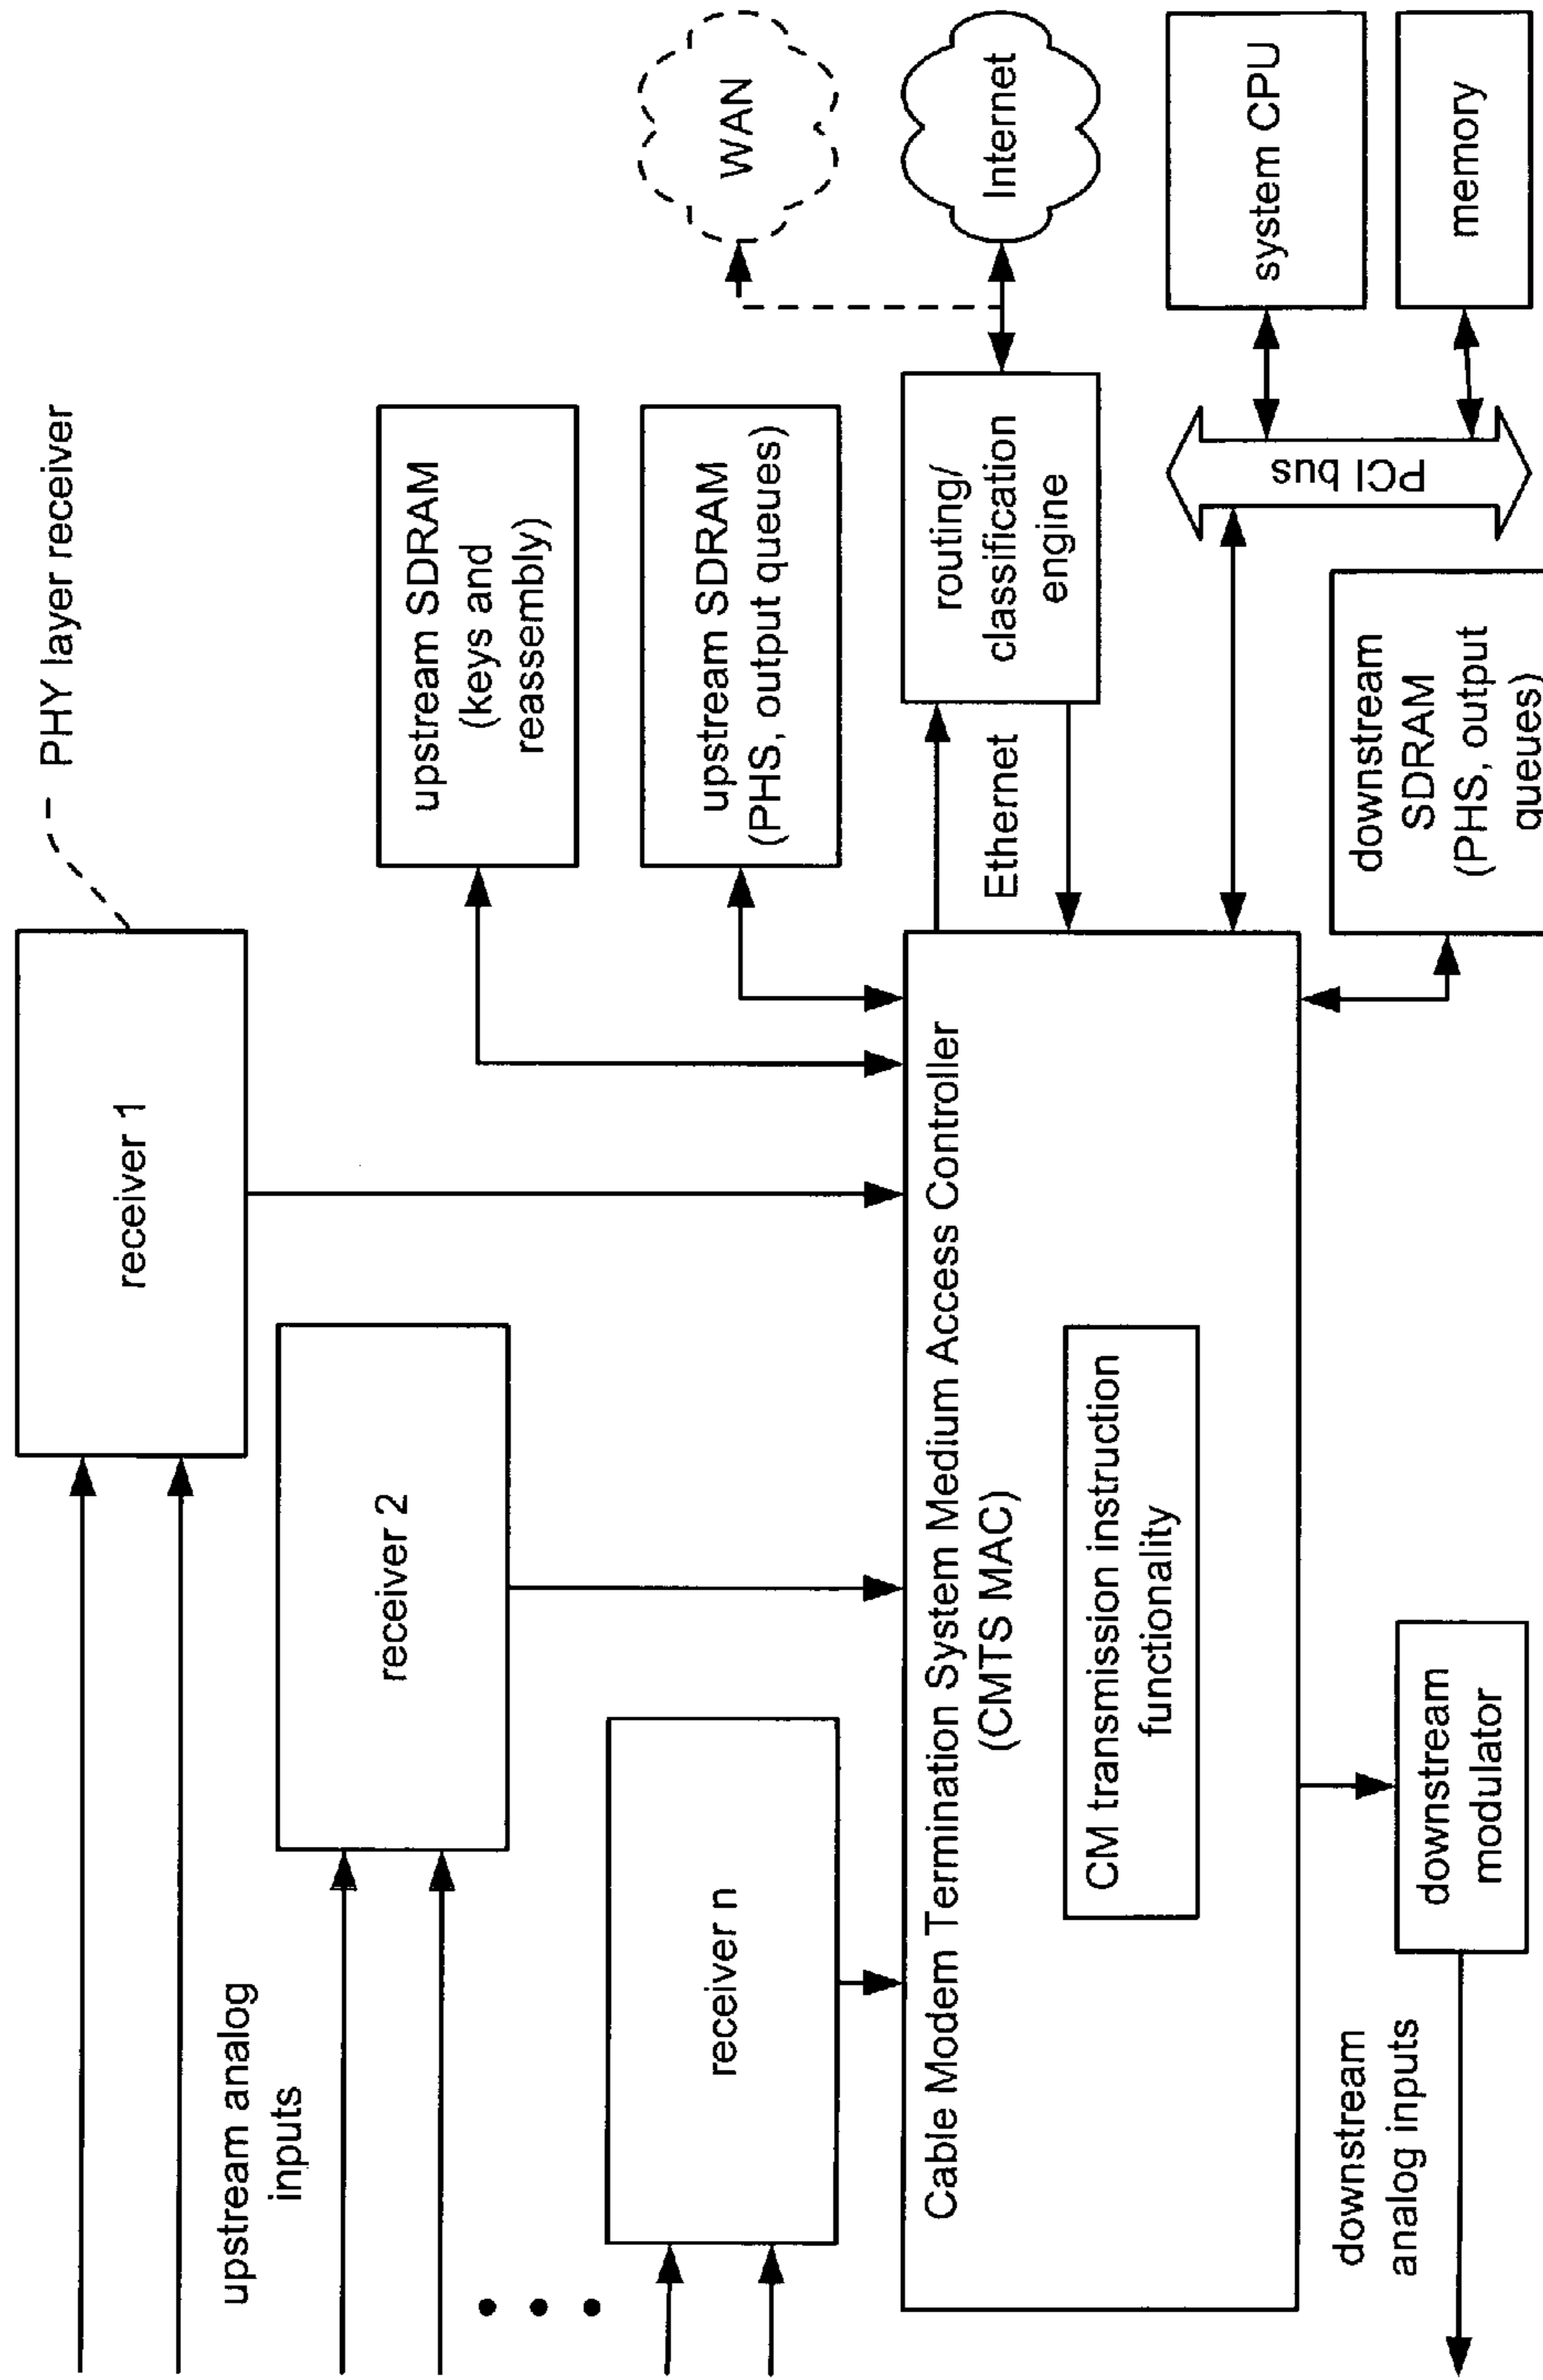 PHY layer receiver
receiver 1
upstream analog
inputs
receiver 2
receiver n
upstream SDRAM
(keys and
reassembly)
upstream SDRAM
(PHS, output queues)
WAN
Internet
routing/
classification
engine
Ethernet
Cable Modem Termination System Medium Access Controller
(CMTS MAC)
CM transmission instruction
functionality
system CPU
memory
PCI bus
downstream
SDRAM
(PHS, output
queues)
downstream
modulator
downstream
analog inputs